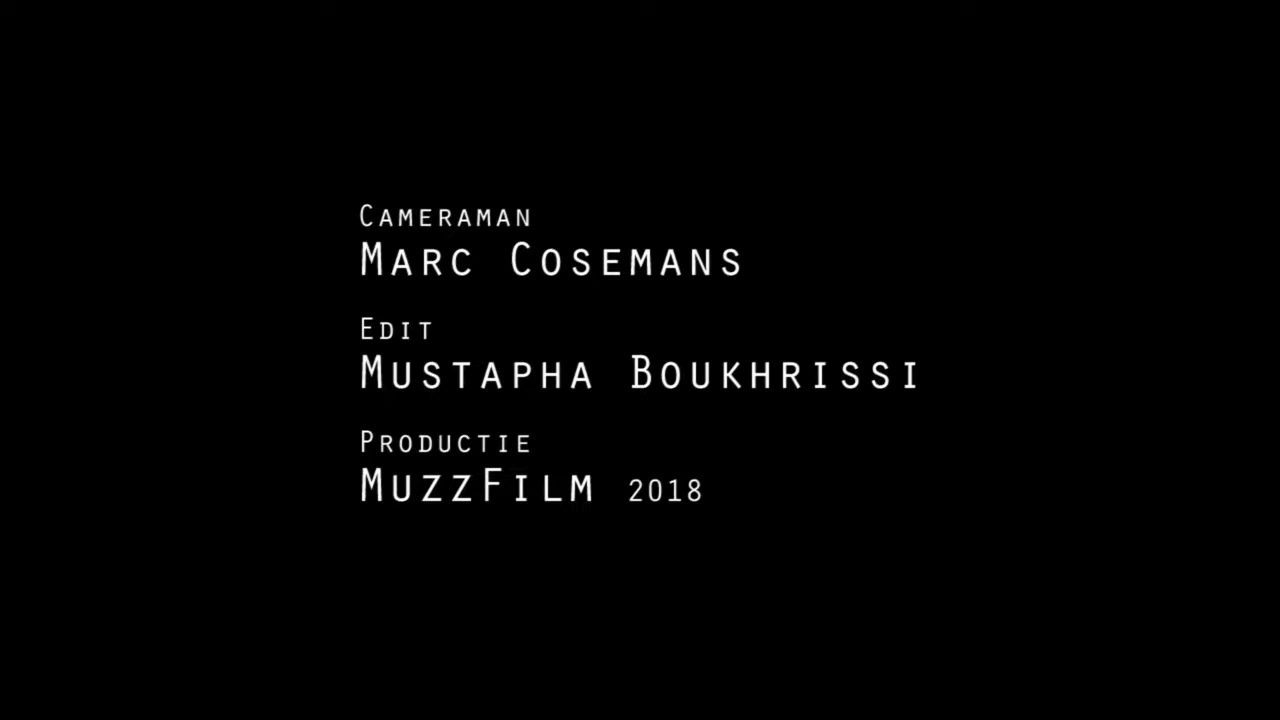 Cameraman
Marc Cosemans
Edit
Mustapha Boukhrissi
Productie
MuzzFilm 2018